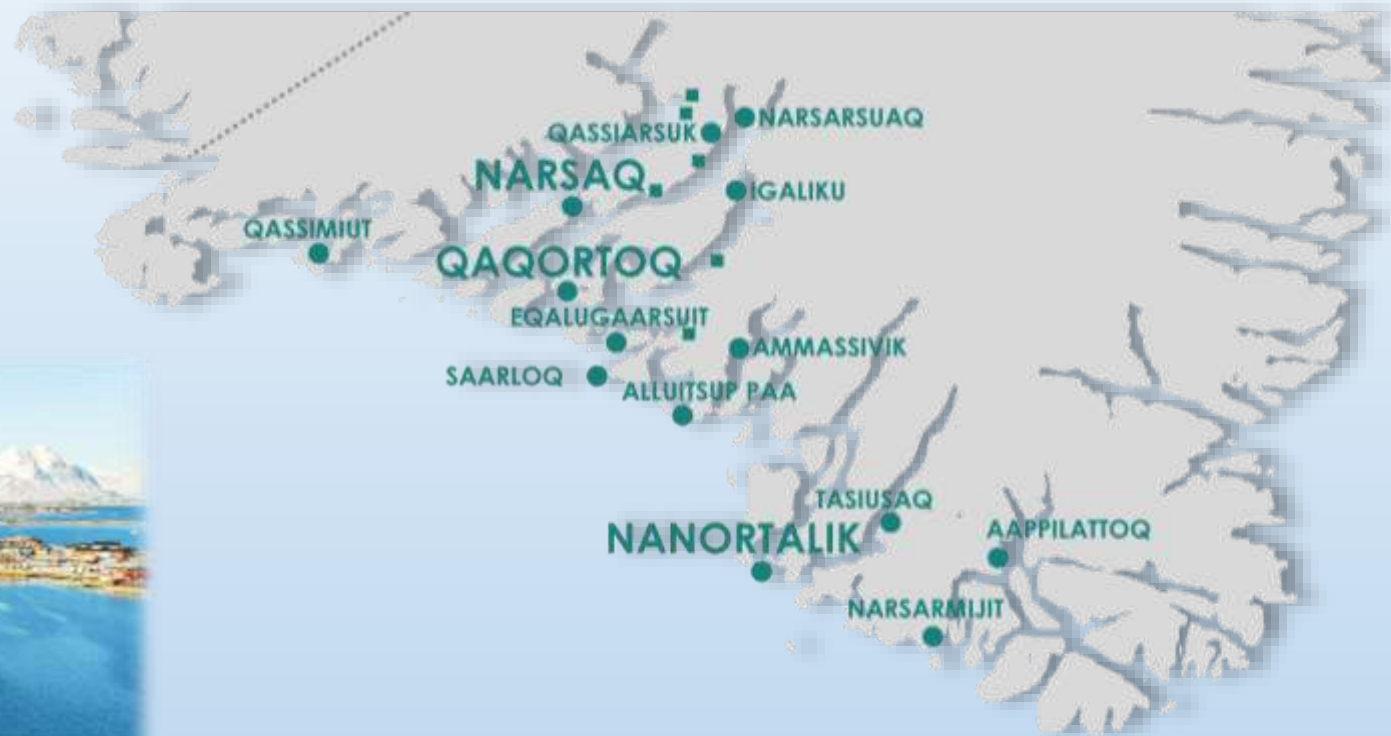 NARSARSUAQ
QASSIARSUK
NARSAQ
IGALIKU
QASSIMIUT
QAQORTOQ
EQALUGAARSUIT
AMMASSIVIK
SAARLOQ
ALLUITSUP PAA
TASIUSAQ
NANORTALIK
AAPPILATTOQ
NARSARMIJIT